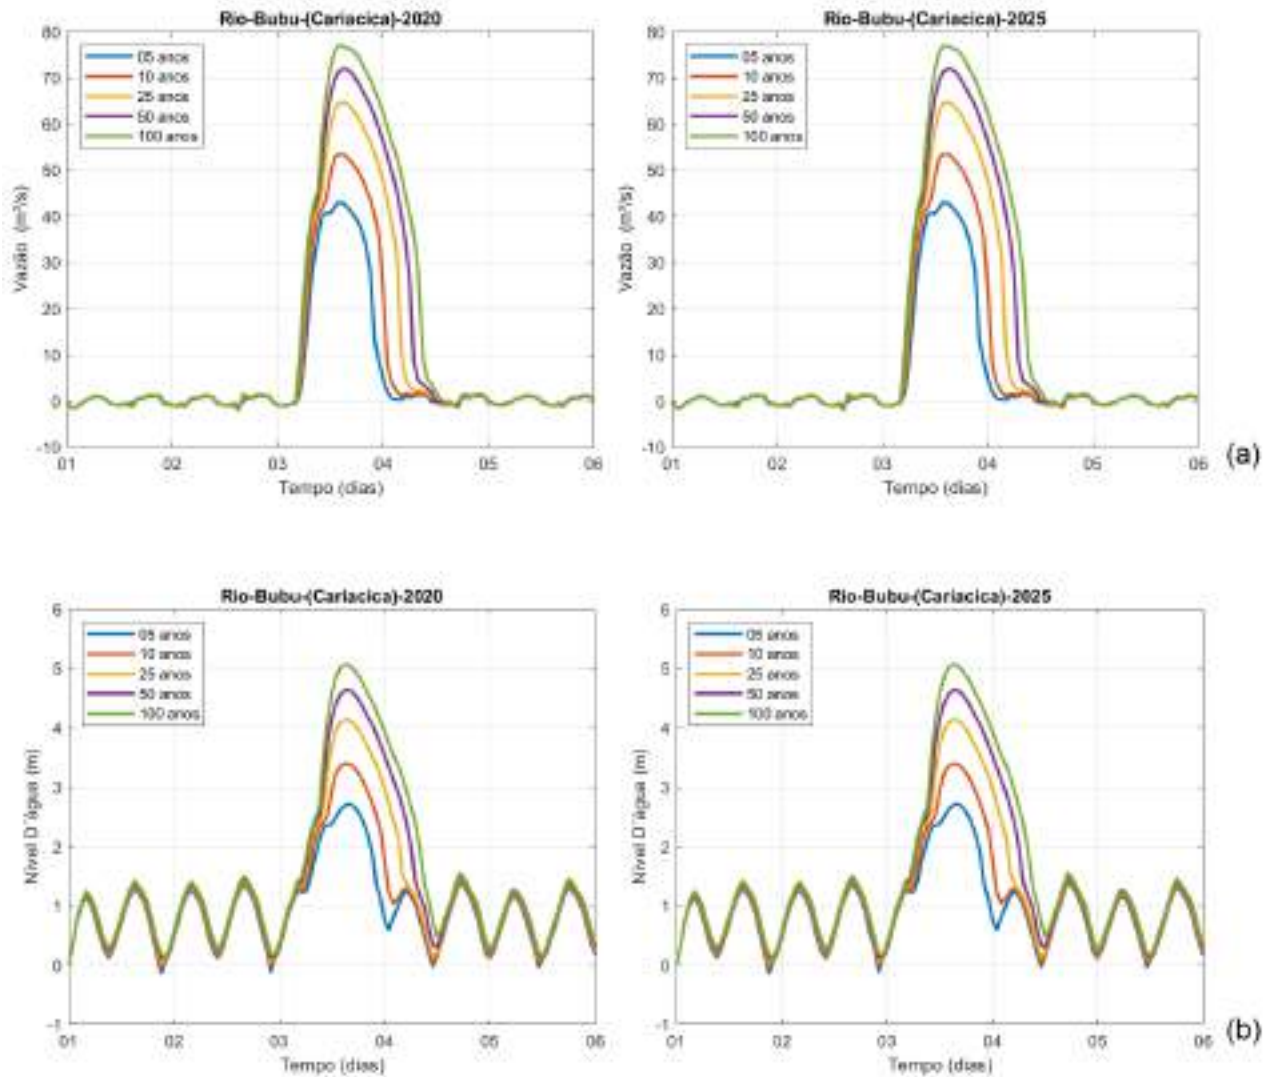 Rio-Bubu-(Cariacica)-2020
80
70
60
50
40
30
20
10
0
-10
Vazão (m³/s)
05 anos
10 anos
25 anos
50 anos
100 anos
01 02 03 04 05 06
Tempo (dias)
Rio-Bubu-(Cariacica)-2025
80
70
60
50
40
30
20
10
0
-10
Vazão (m³/s)
05 anos
10 anos
25 anos
50 anos
100 anos
01 02 03 04 05 06
Tempo (dias)
(a)
Rio-Bubu-(Cariacica)-2020
6
5
4
3
2
1
0
-1
Nível D´água (m)
05 anos
10 anos
25 anos
50 anos
100 anos
01 02 03 04 05 06
Tempo (dias)
Rio-Bubu-(Cariacica)-2025
6
5
4
3
2
1
0
-1
Nível D´água (m)
05 anos
10 anos
25 anos
50 anos
100 anos
01 02 03 04 05 06
Tempo (dias)
(b)